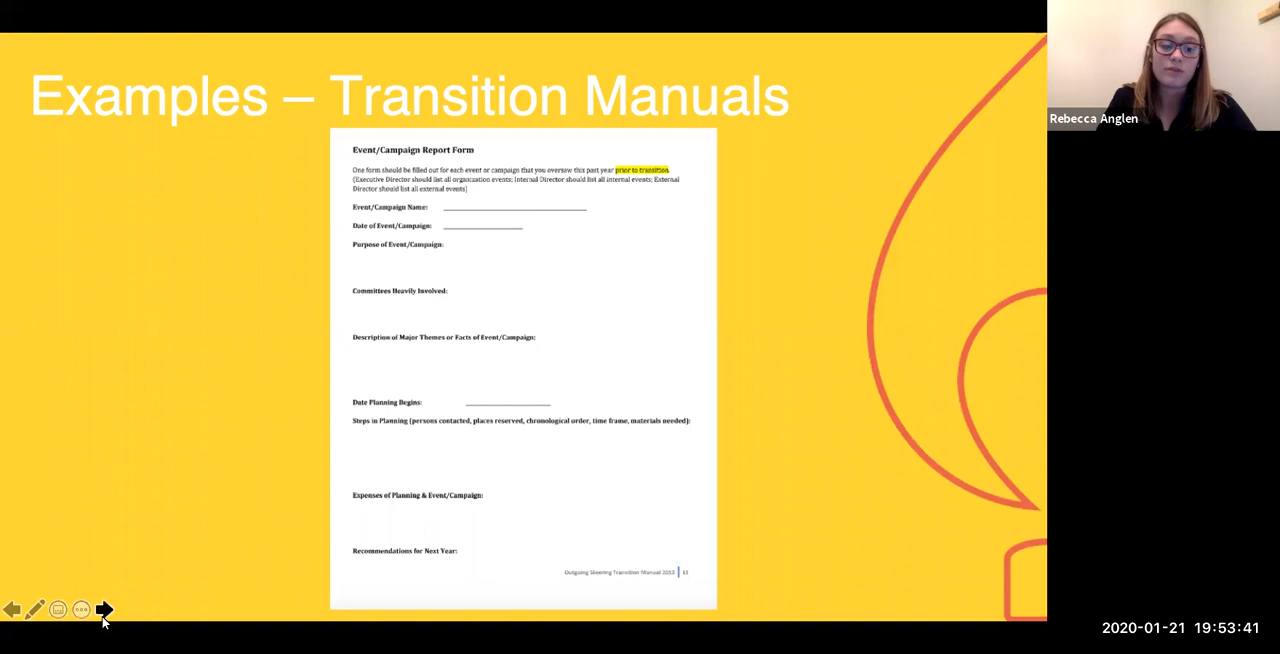 Examples – Transition Manuals
Rebecca Anglen
Event/Campaign Report Form
One form should be filled out for each event or campaign that you oversaw this past year prior to transition.
(Executive Director should list all organization events; Internal Director should list all internal events; External
Director should list all external events)
Event/Campaign Name:
Date of Event/Campaign:
Purpose of Event/Campaign:
Committees Heavily Involved:
Description of Major Themes or Facts of Event/Campaign:
Date Planning Begins:
Steps in Planning (persons contacted, places reserved, chronological order, time frame, materials needed):
Expenses of Planning & Event/Campaign:
Recommendations for Next Year:
Outgoing Steering Transition Manual
2020-01-21 19:53:41